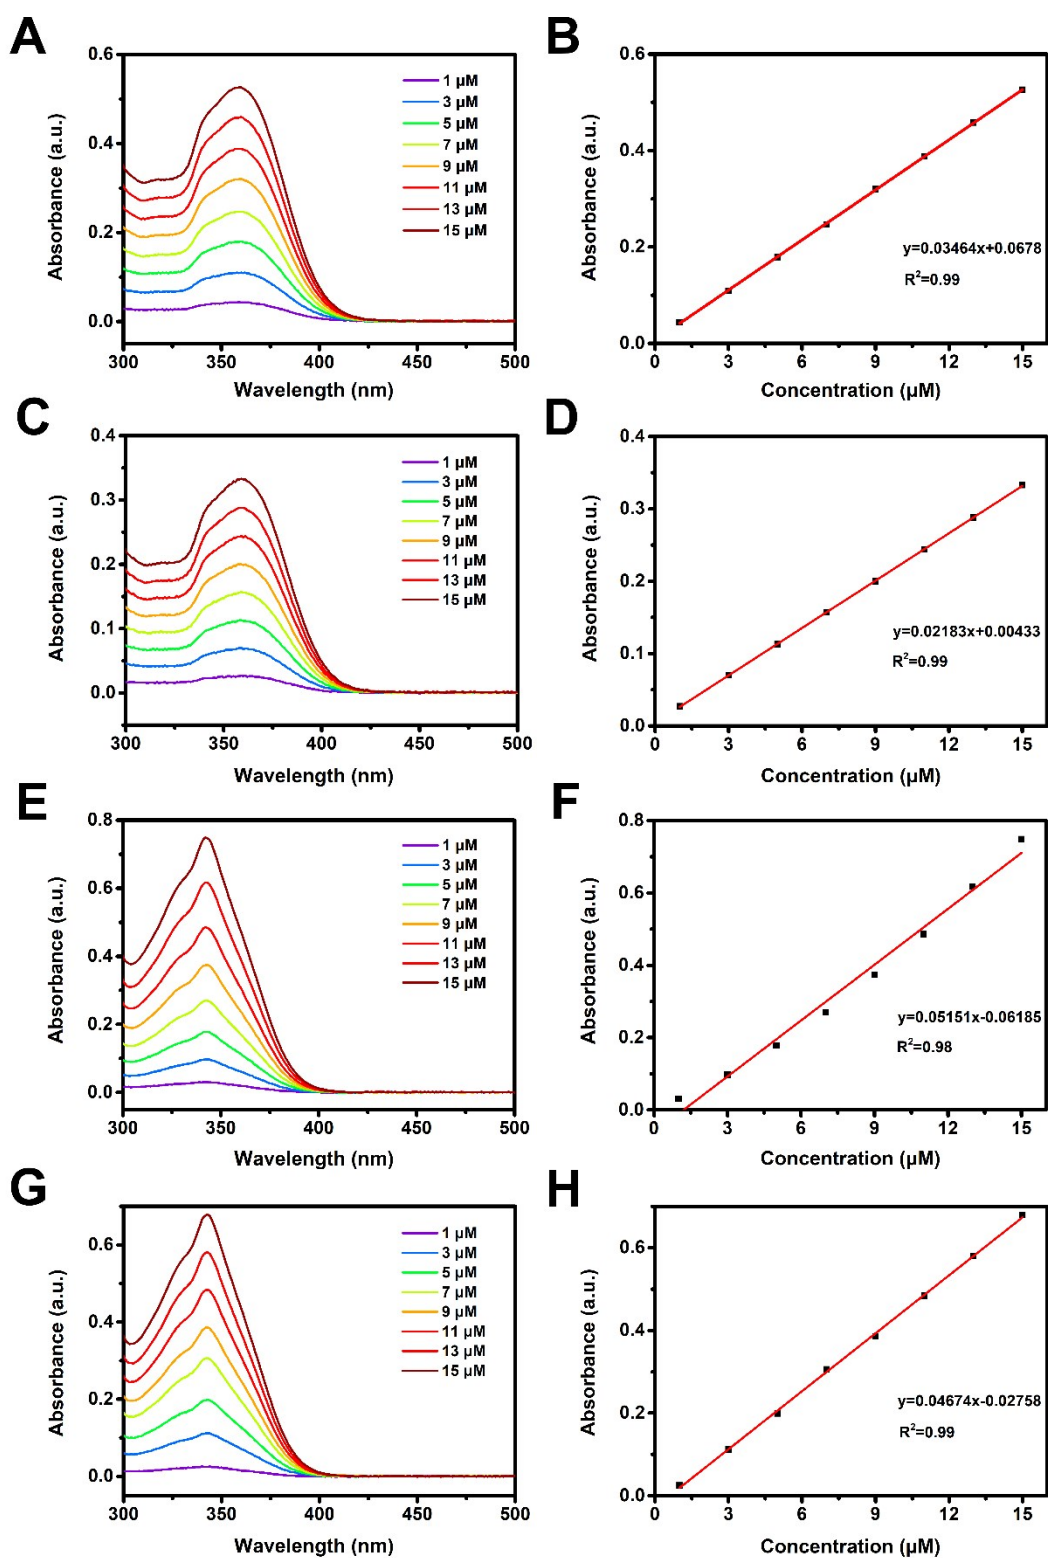 A
0.6
0.4
0.2
0.0
Absorbance (a.u.)
300 350 400 450 500
Wavelength (nm)
1 µM
3 µM
5 µM
7 µM
9 µM
11 µM
13 µM
15 µM
B
0.6
0.4
0.2
0.0
Absorbance (a.u.)
y=0.03464x+0.0678
R²=0.99
0 3 6 9 12 15
Concentration (µM)
C
0.4
0.3
0.2
0.1
0.0
Absorbance (a.u.)
300 350 400 450 500
Wavelength (nm)
1 µM
3 µM
5 µM
7 µM
9 µM
11 µM
13 µM
15 µM
D
0.4
0.3
0.2
0.1
0.0
Absorbance (a.u.)
y=0.02183x+0.00433
R²=0.99
0 3 6 9 12 15
Concentration (µM)
E
0.8
0.6
0.4
0.2
0.0
Absorbance (a.u.)
300 350 400 450 500
Wavelength (nm)
1 µM
3 µM
5 µM
7 µM
9 µM
11 µM
13 µM
15 µM
F
0.8
0.6
0.4
0.2
0.0
Absorbance (a.u.)
y=0.05151x-0.06185
R²=0.98
0 3 6 9 12 15
Concentration (µM)
G
0.6
0.4
0.2
0.0
Absorbance (a.u.)
300 350 400 450 500
Wavelength (nm)
1 µM
3 µM
5 µM
7 µM
9 µM
11 µM
13 µM
15 µM
H
0.6
0.4
0.2
0.0
Absorbance (a.u.)
y=0.04674x-0.02758
R²=0.99
0 3 6 9 12 15
Concentration (µM)